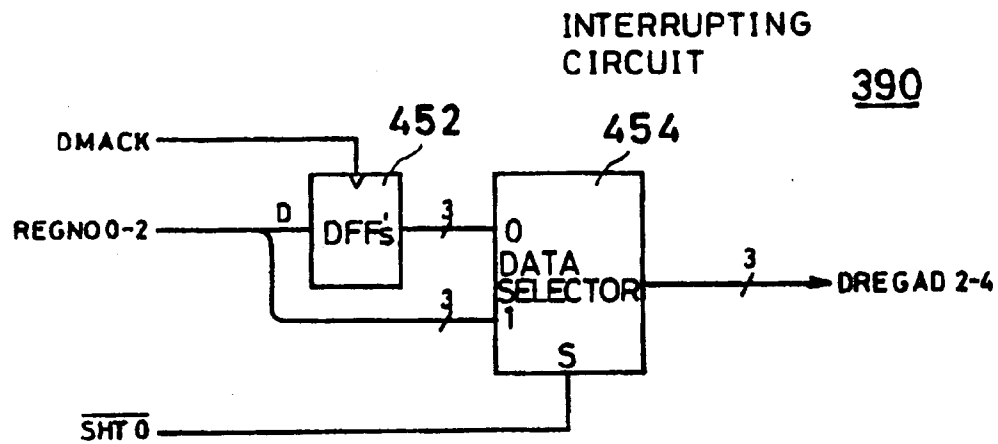 INTERRUPTING
CIRCUIT
390
452
454
DMACK
REGNO 0-2
D
DFF's
3
0
DATA
SELECTOR
3
1
S
3
DREGAD 2-4
SHT 0